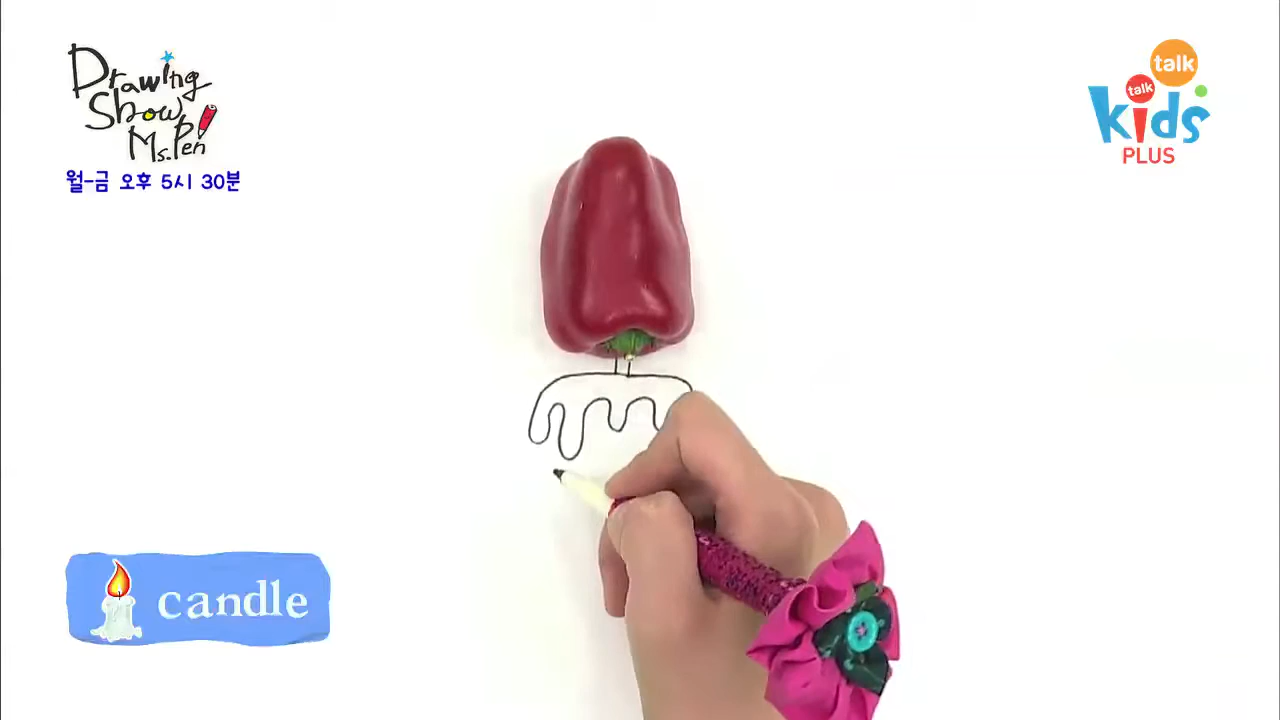 Drawing
Show
Ms. Pen
월-금 오후 5시 30분
talk
talk
kids
PLUS
candle